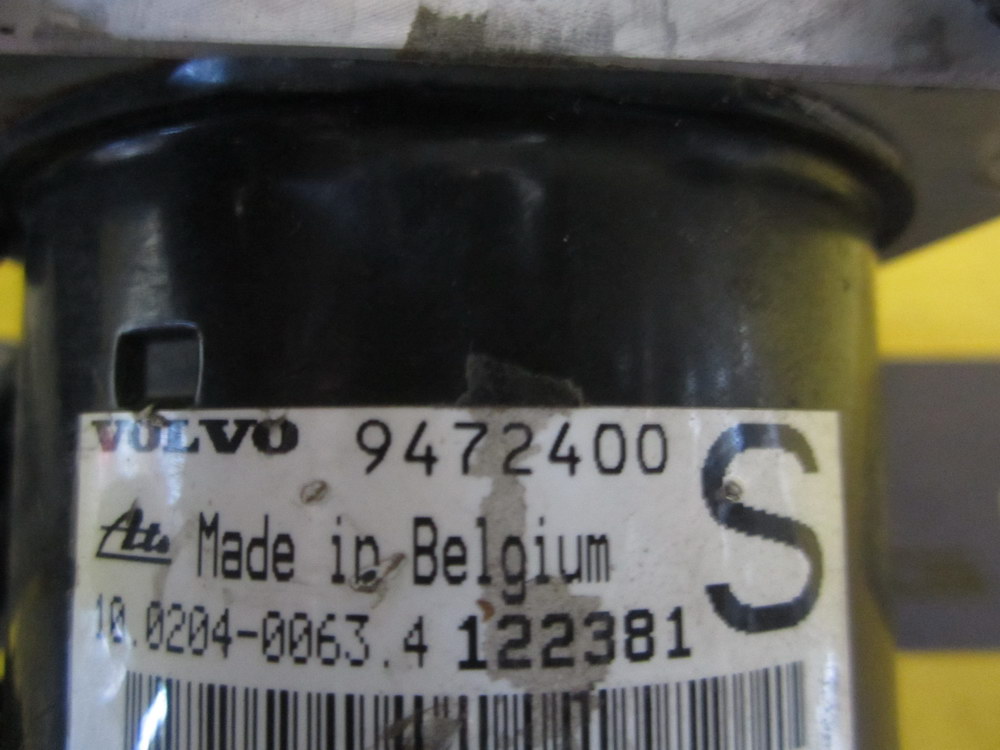 VOLVO 9472400
S
Ate Made in Belgium
10.0204-0063.4 122381